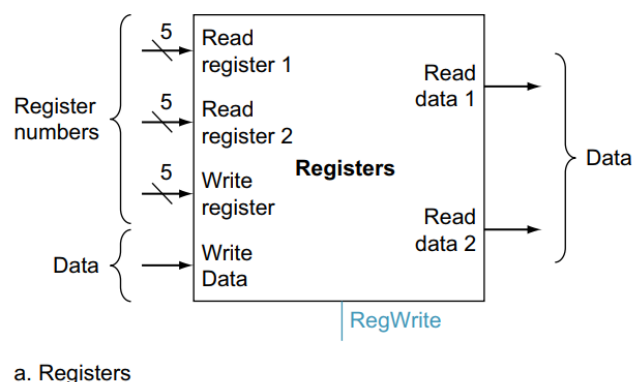 Register
numbers
5
Read
register 1
5
Read
register 2
5
Write
register
Data
Write
Data
Registers
Read
data 1
Read
data 2
Data
RegWrite
a. Registers